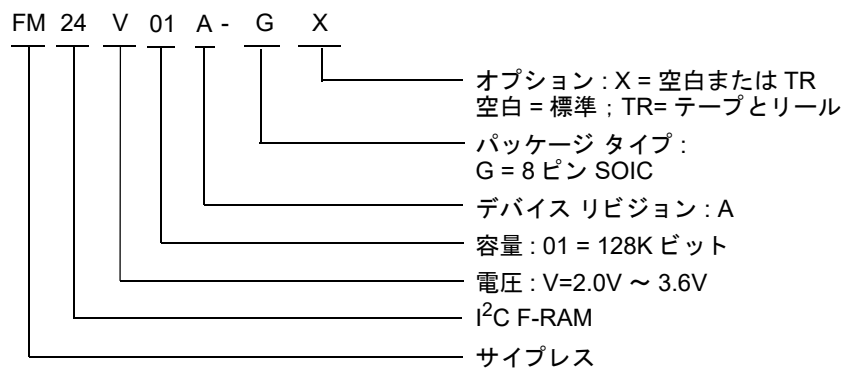 FM 24 V 01 A - G X
オプション : X = 空白または TR
空白 = 標準 ; TR= テープとリール
パッケージ タイプ :
G = 8 ピン SOIC
デバイス リビジョン : A
容量 : 01 = 128K ビット
電圧 : V=2.0V ～ 3.6V
I²C F-RAM
サイプレス